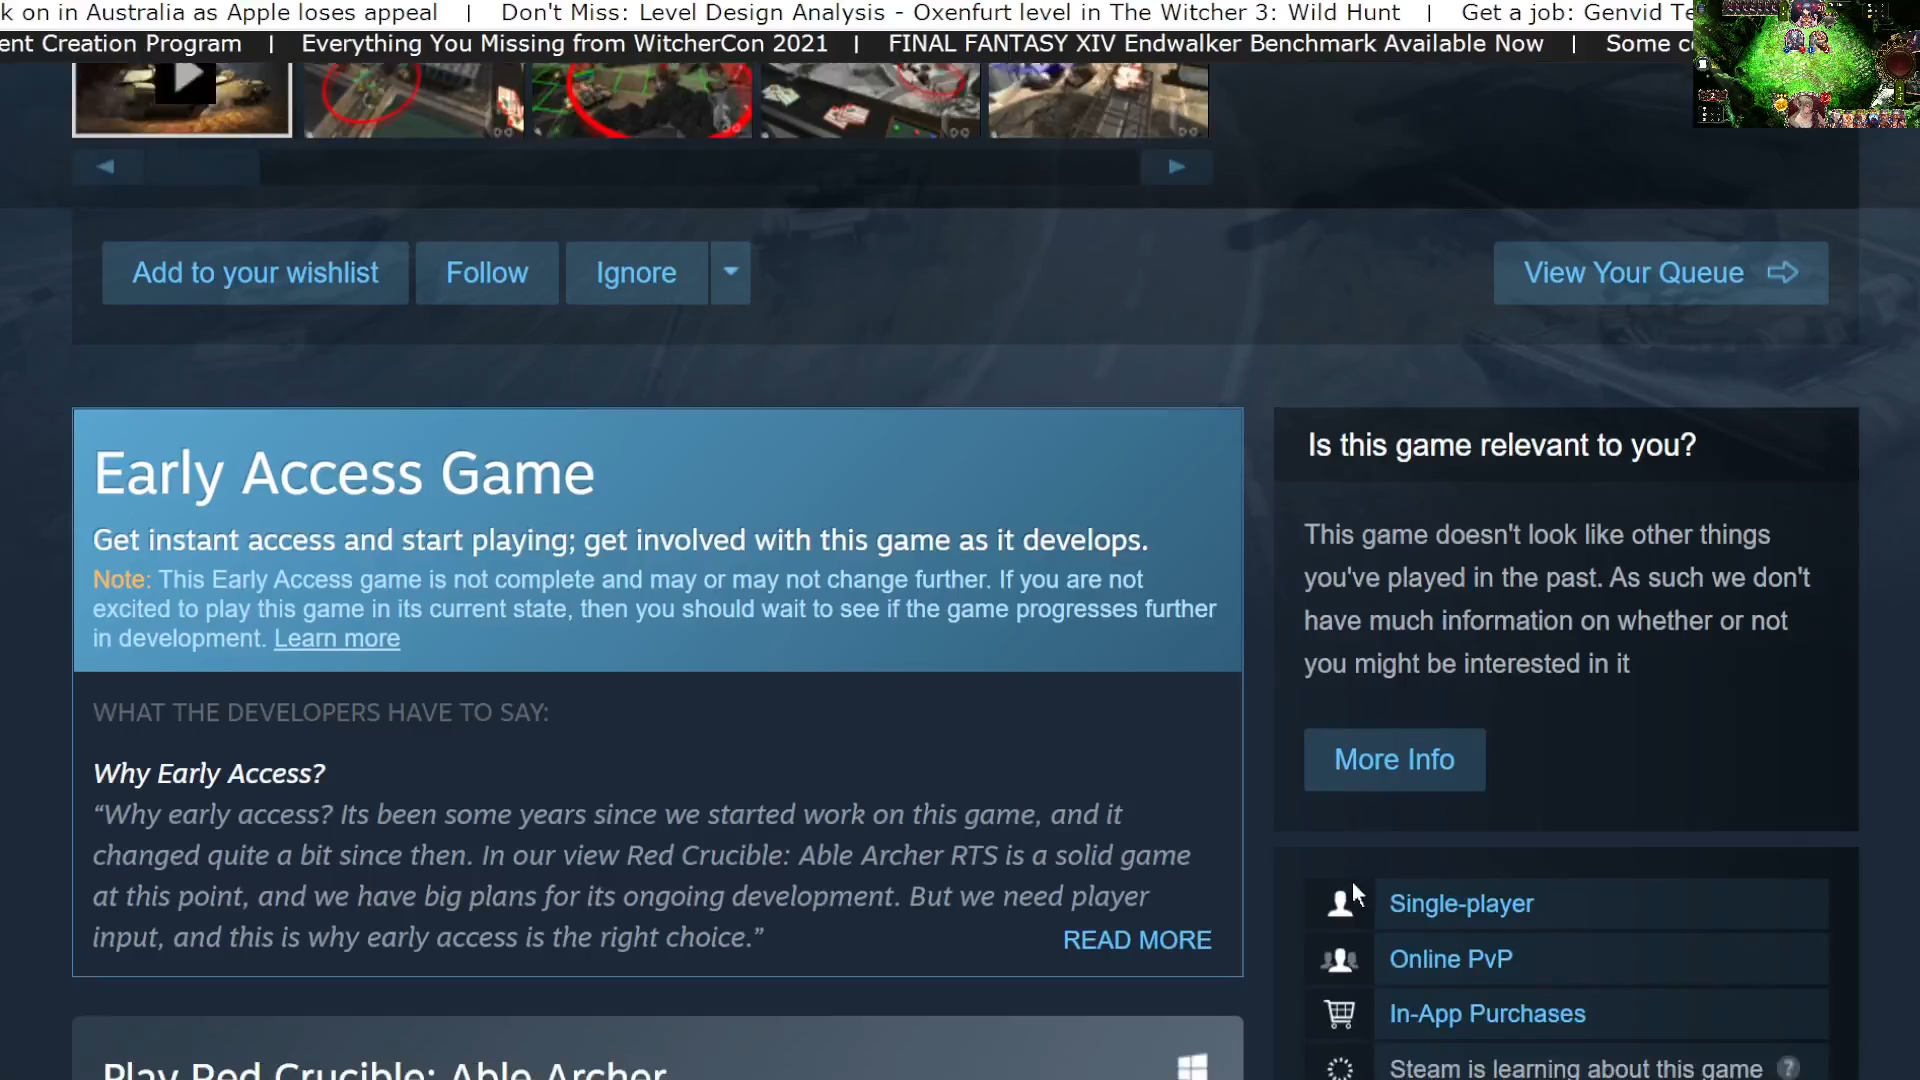 k on in Australia as Apple loses appeal | Don't Miss: Level Design Analysis - Oxenfurt level in The Witcher 3: Wild Hunt | Get a job: Genvid Te
ent Creation Program | Everything You Missing from WitcherCon 2021 | FINAL FANTASY XIV Endwalker Benchmark Available Now | Some c
Add to your wishlist
Follow
Ignore
View Your Queue
Early Access Game
Get instant access and start playing; get involved with this game as it develops.
Note: This Early Access game is not complete and may or may not change further. If you are not
excited to play this game in its current state, then you should wait to see if the game progresses further
in development. Learn more
WHAT THE DEVELOPERS HAVE TO SAY:
Why Early Access?
“Why early access? Its been some years since we started work on this game, and it
changed quite a bit since then. In our view Red Crucible: Able Archer RTS is a solid game
at this point, and we have big plans for its ongoing development. But we need player
input, and this is why early access is the right choice.”
READ MORE
Play Red Crucible: Able Archer
Is this game relevant to you?
This game doesn't look like other things
you've played in the past. As such we don't
have much information on whether or not
you might be interested in it
More Info
Single-player
Online PvP
In-App Purchases
Steam is learning about this game ?